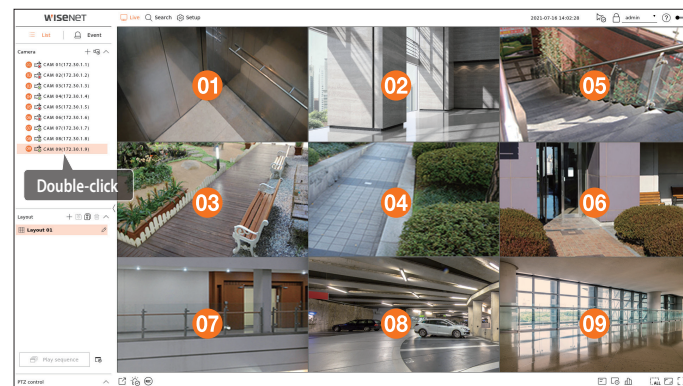 WISENET
Live Search Setup
2021-07-16 14:02:28 admin
List Event
Camera
CAM 01(172.30.1.1)
CAM 02(172.30.1.2)
CAM 03(172.30.1.3)
CAM 04(172.30.1.4)
CAM 05(172.30.1.5)
CAM 06(172.30.1.6)
CAM 07(172.30.1.7)
CAM 08(172.30.1.8)
CAM 09(172.30.1.9)
Double-click
Layout
Layout 01
Play sequence
PTZ control
01
02
05
03
04
06
07
08
09
ALL